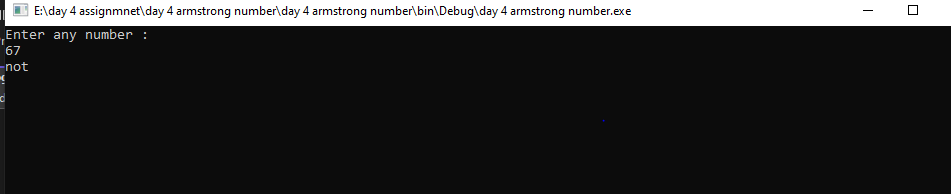 E:\day 4 assignmnet\day 4 armstrong number\day 4 armstrong number\bin\Debug\day 4 armstrong number.exe
Enter any number :
67
not